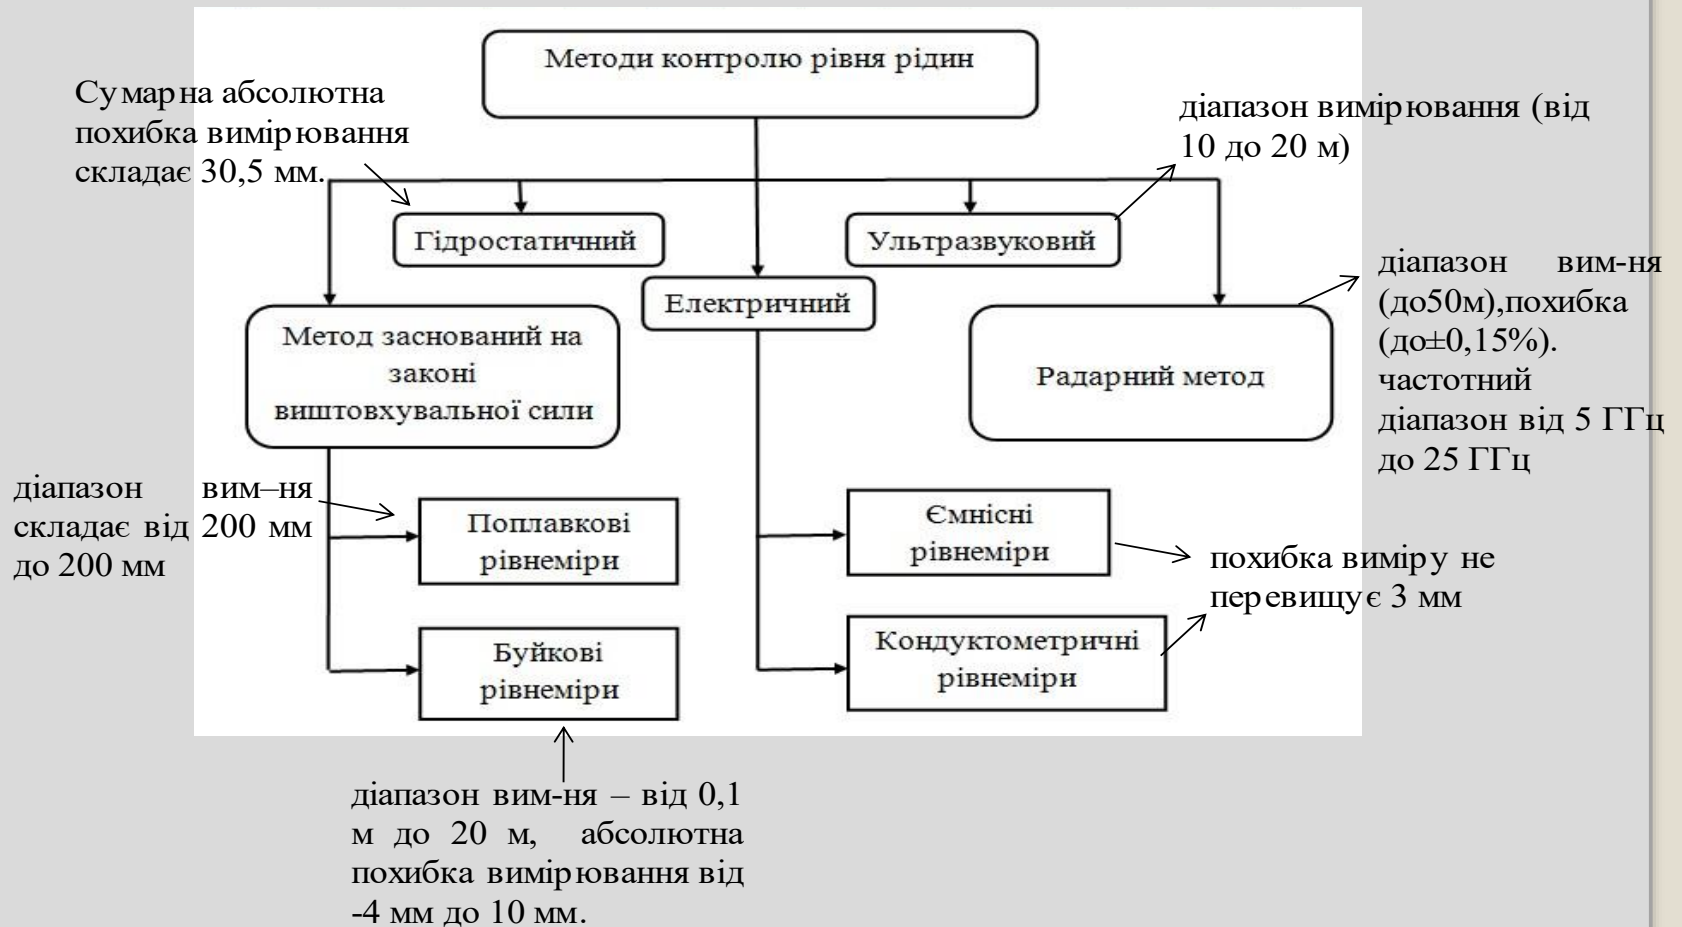 Методи контролю рівня рідин
Сумарна абсолютна
похибка вимірювання
складає 30,5 мм.
діапазон вимірювання (від
10 до 20 м)
Гідростатичний
Ультразвуковий
Електричний
діапазон вим-ня
(до50м),похибка
(до±0,15%).
частотний
діапазон від 5 ГГц
до 25 ГГц
Метод заснований на
законі
виштовхувальної сили
Радарний метод
діапазон вим–ня
складає від 200 мм
до 200 мм
Поплавкові
рівнеміри
Ємнісні
рівнеміри
похибка виміру не
перевищує 3 мм
Буйкові
рівнеміри
Кондуктометричні
рівнеміри
діапазон вим-ня – від 0,1
м до 20 м, абсолютна
похибка вимірювання від
-4 мм до 10 мм.